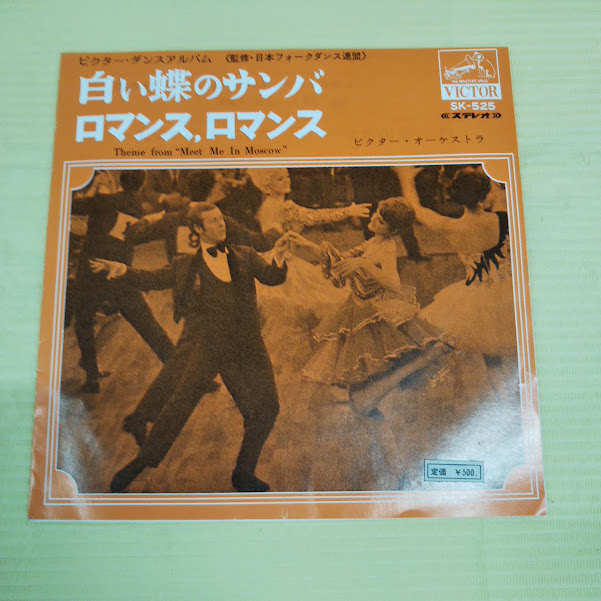 ビクター・ダンスアルバム 《監修・日本フォークダンス連盟》
白い蝶のサンバ
ロマンス,ロマンス
Theme from "Meet Me In Moscow"
ビクター・オーケストラ
VICTOR
SK-525
ステレオ
定価 ¥500.